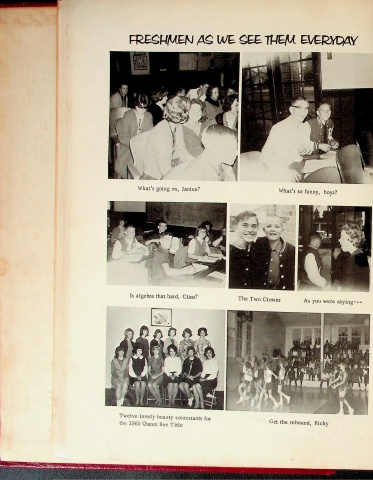 FRESHMEN AS WE SEE THEM EVERYDAY
What's going on, Janice?
What's so funny, boys?
Is algebra that hard, Class?
The Two Clowns
As you were saying---
Twelve lovely beauty contestants for
the 1965 Queen Bee Title
Get the rebound, Ricky